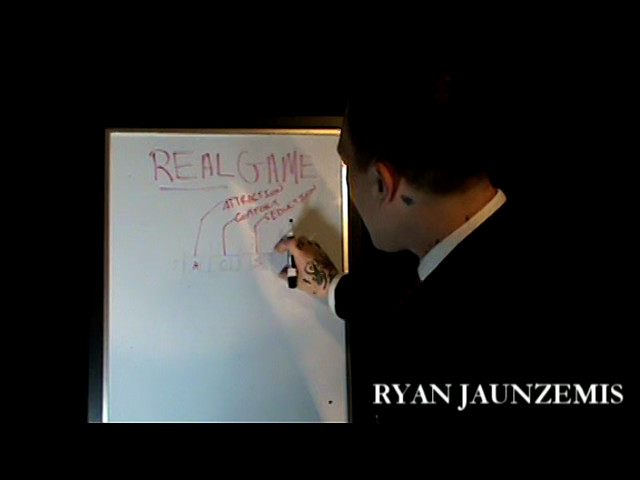 REAL GAME
ATTRACTION
COMFORT
SEDUCTION
A
C
S
RYAN JAUNZEMIS